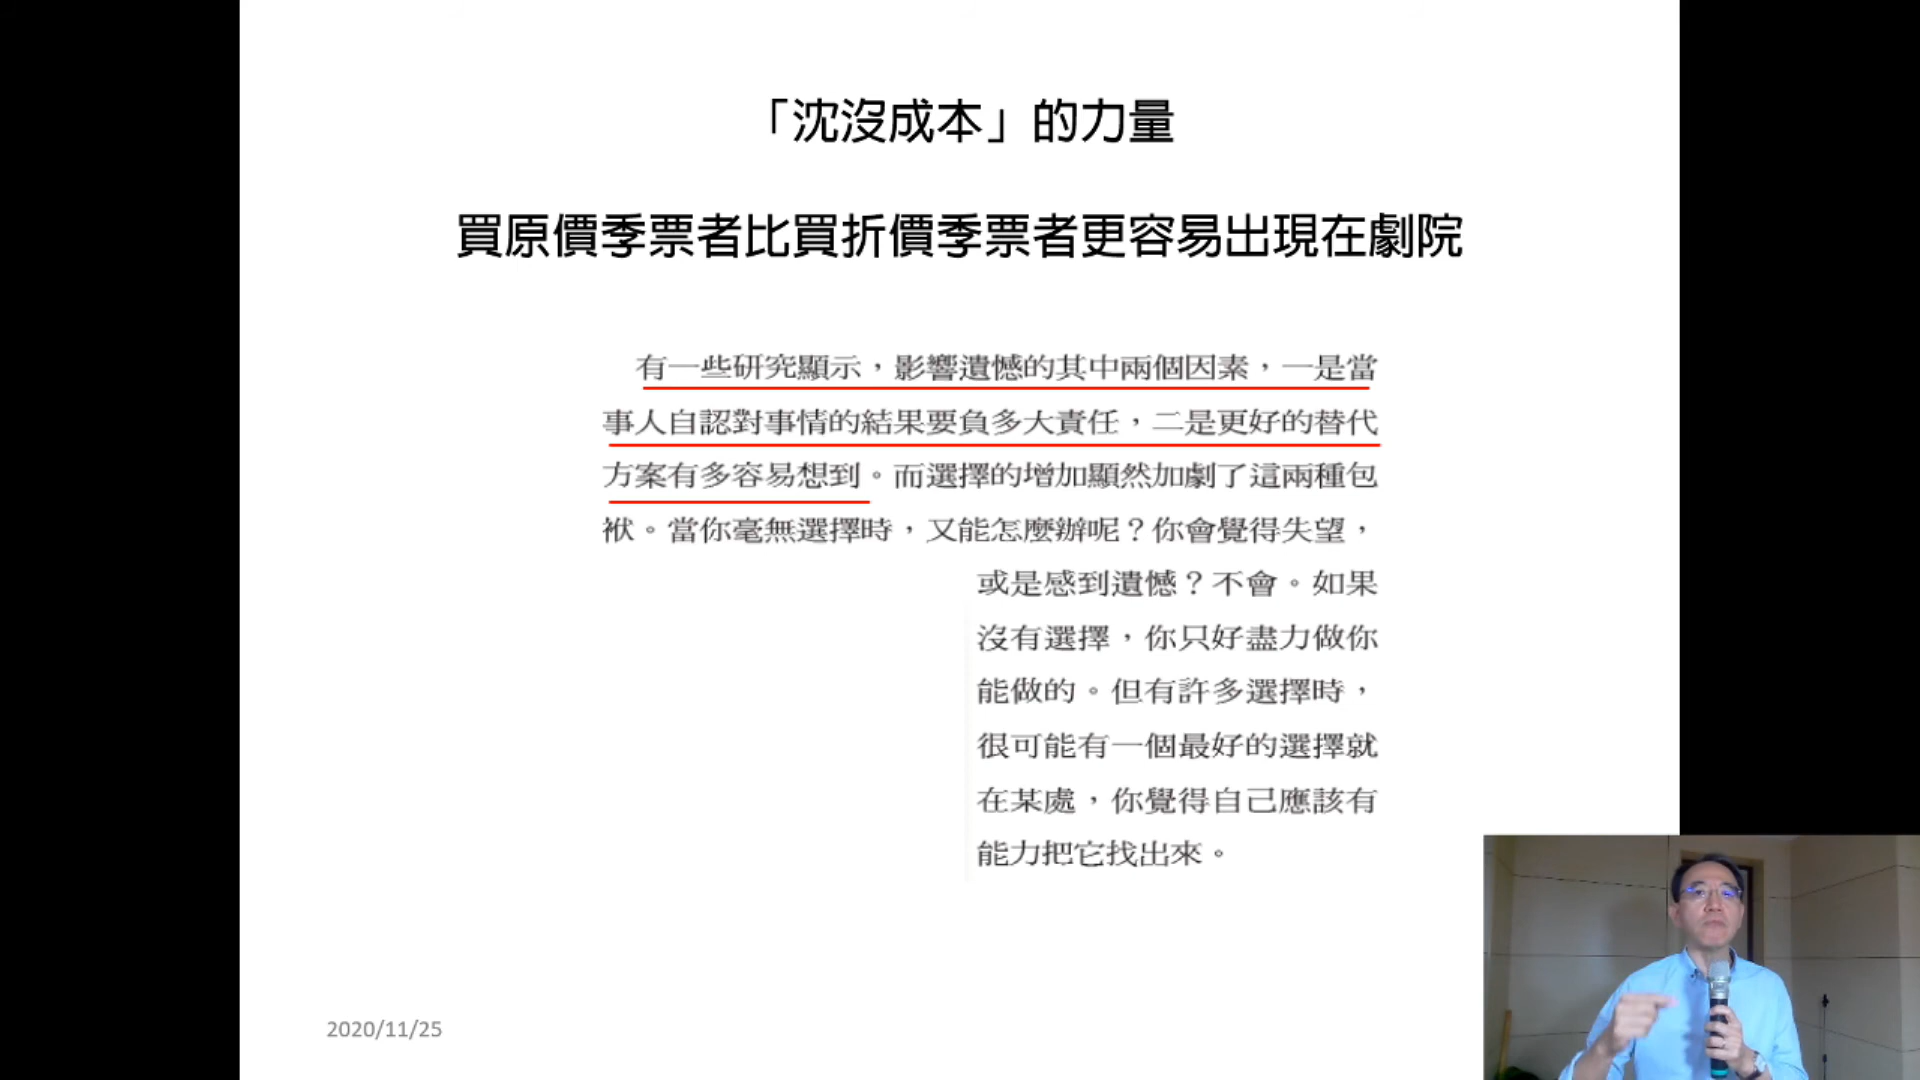 「沈沒成本」的力量
買原價季票者比買折價季票者更容易出現在劇院
有一些研究顯示，影響遺憾的其中兩個因素，一是當
事人自認對事情的結果要負多大責任，二是更好的替代
方案有多容易想到。而選擇的增加顯然加劇了這兩種包
袱。當你毫無選擇時，又能怎麼辦呢？你會覺得失望，
或是感到遺憾？不會。如果
沒有選擇，你只好盡力做你
能做的。但有許多選擇時，
很可能有一個最好的選擇就
在某處，你覺得自己應該有
能力把它找出來。
2020/11/25